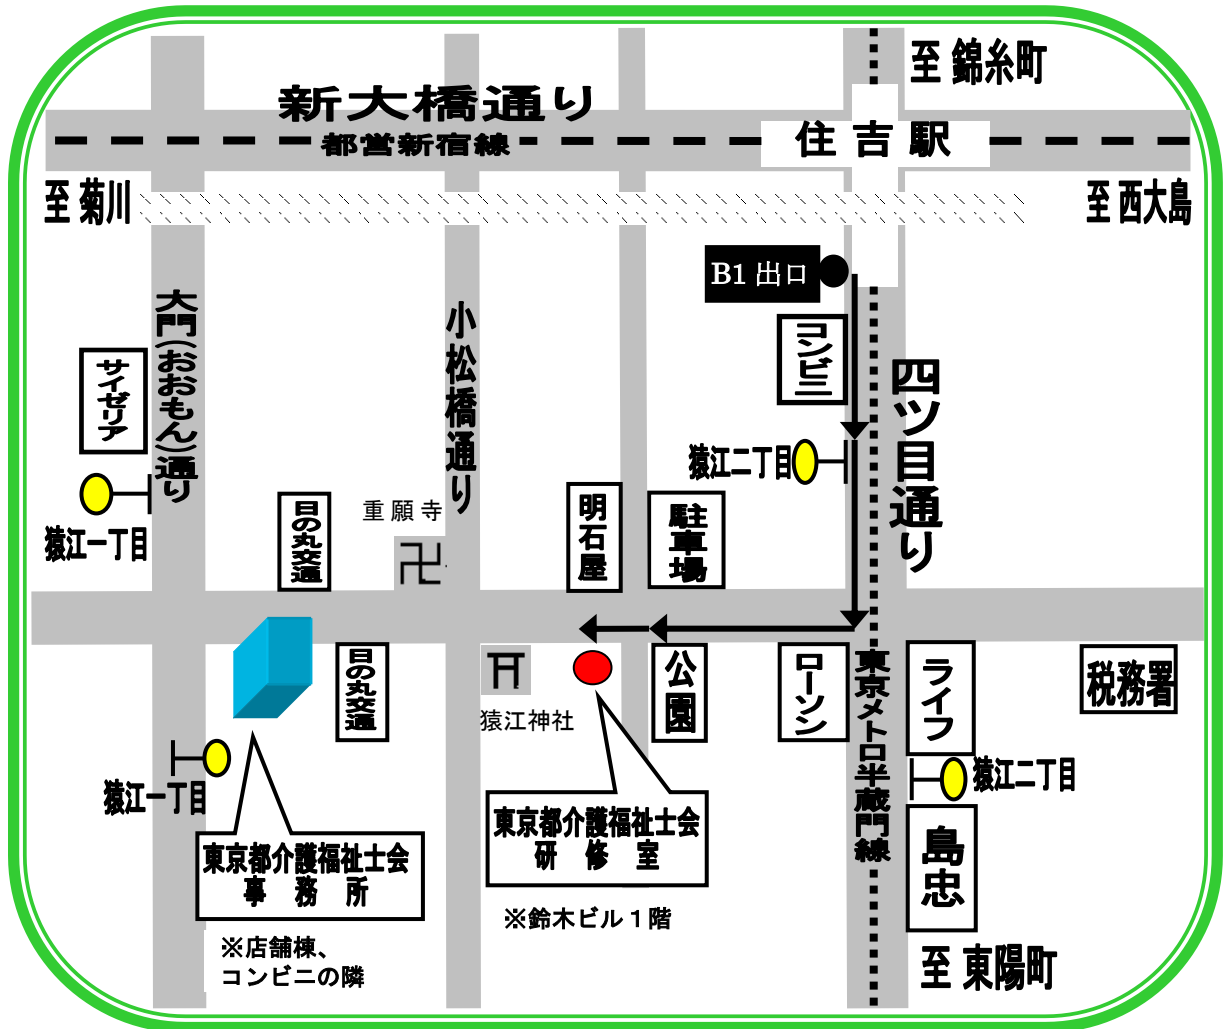 至 錦糸町
新大橋通り
都営新宿線
住吉駅
至 菊川
至 西大島
B1 出口
コンビニ
大門(おおもん)通り
小松橋通り
四ツ目通り
サイゼリア
猿江二丁目
猿江一丁目
日の丸交通
重願寺
明石屋
駐車場
日の丸交通
猿江神社
公園
ローソン
東京メトロ半蔵門線
ライフ
税務署
猿江一丁目
猿江二丁目
東京都介護福祉士会
事務所
東京都介護福祉士会
研修室
島忠
※鈴木ビル１階
※店舗棟、
コンビニの隣
至 東陽町